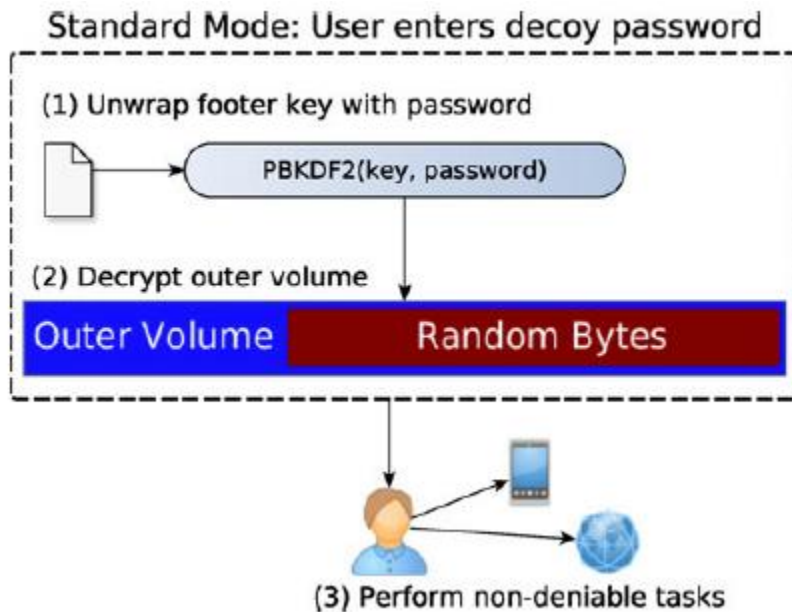 Standard Mode: User enters decoy password
(1) Unwrap footer key with password
PBKDF2(key, password)
(2) Decrypt outer volume
Outer Volume
Random Bytes
(3) Perform non-deniable tasks